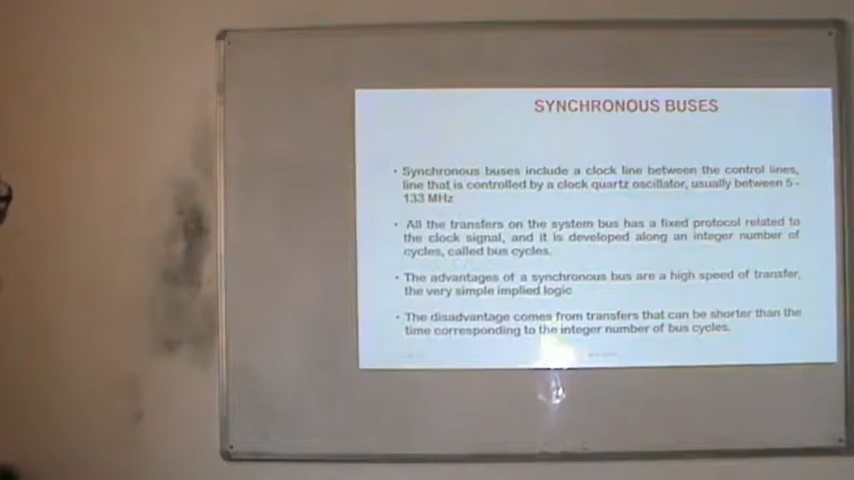 SYNCHRONOUS BUSES
• Synchronous buses include a clock line between the control lines,
line that is controlled by a clock quartz oscillator, usually between 5 -
133 MHz
• All the transfers on the system bus has a fixed protocol related to
the clock signal, and it is developed along an integer number of
cycles, called bus cycles.
• The advantages of a synchronous bus are a high speed of transfer,
the very simple implied logic
• The disadvantage comes from transfers that can be shorter than the
time corresponding to the integer number of bus cycles.